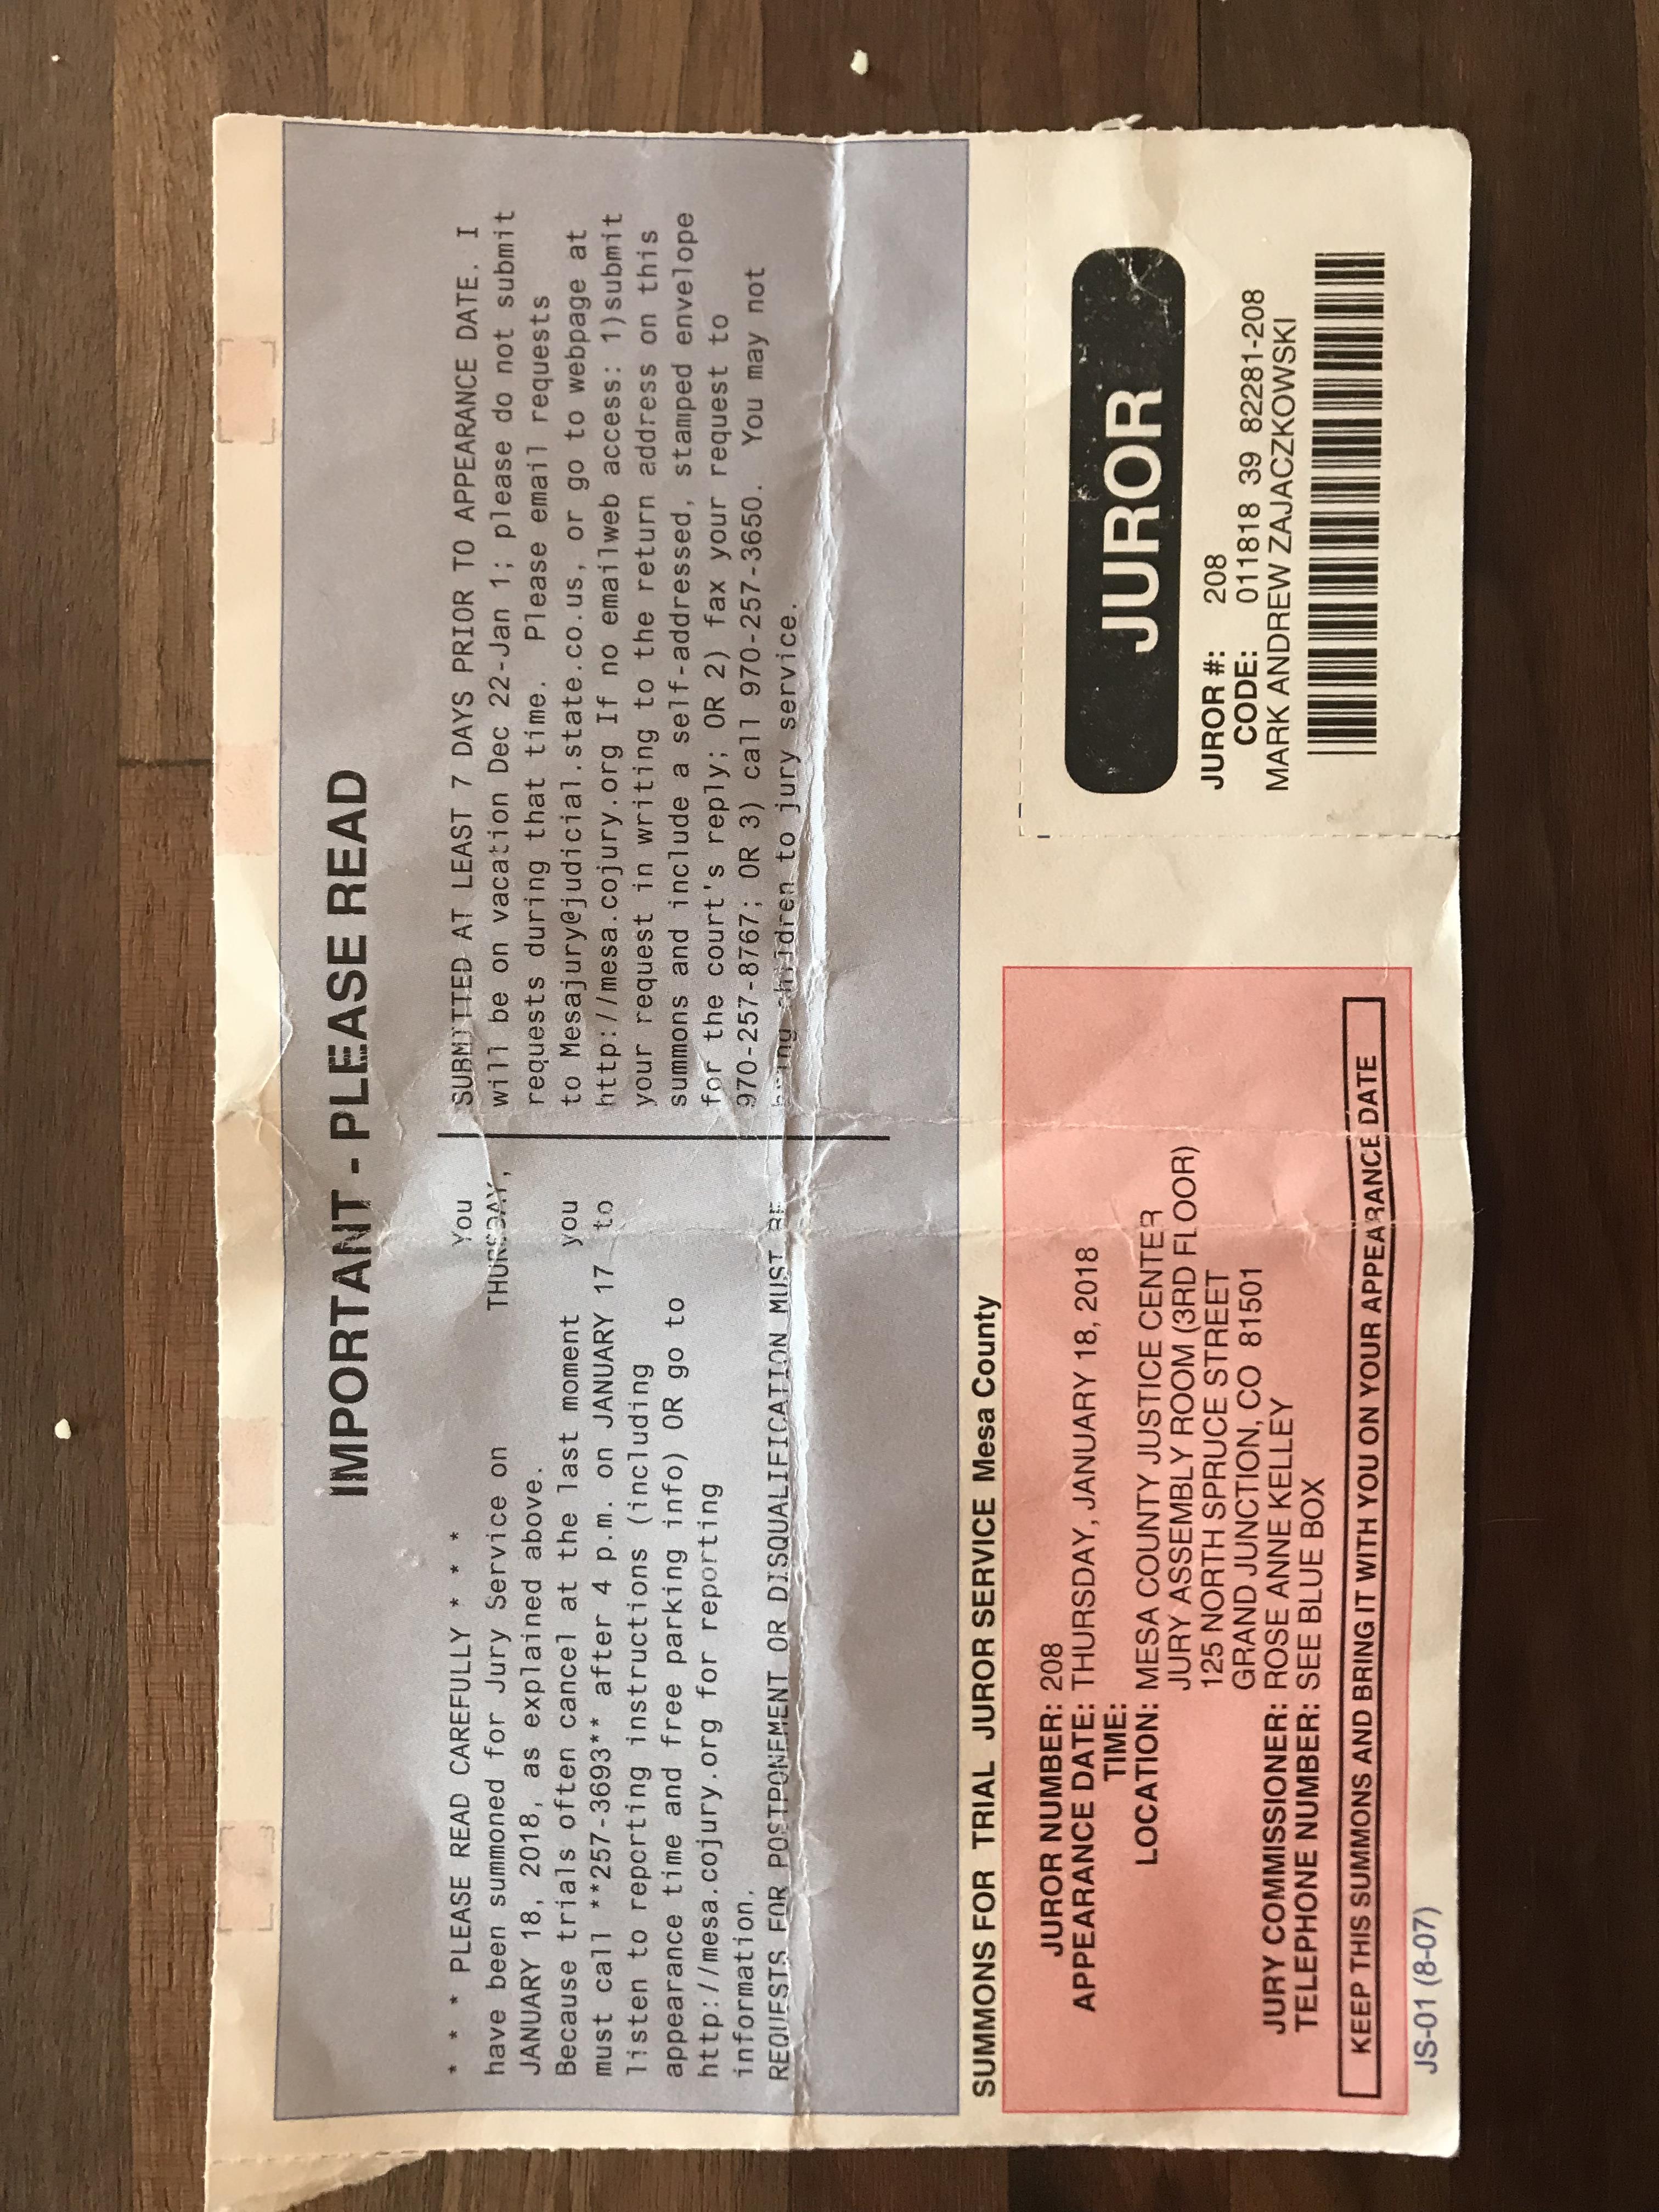 IMPORTANT - PLEASE READ
* * * PLEASE READ CAREFULLY * * * You
have been summoned for Jury Service on THURSDAY,
JANUARY 18, 2018, as explained above.
Because trials often cancel at the last moment you
must call **257-3693** after 4 p.m. on JANUARY 17 to
listen to reporting instructions (including
appearance time and free parking info) OR go to
http://mesa.cojury.org for reporting
information.
REQUESTS FOR POSTPONEMENT OR DISQUALIFICATION MUST BE
SUBMITTED AT LEAST 7 DAYS PRIOR TO APPEARANCE DATE. I
will be on vacation Dec 22-Jan 1; please do not submit
requests during that time. Please email requests
to Mesajury@judicial.state.co.us, or go to webpage at
http://mesa.cojury.org If no emailweb access: 1)submit
your request in writing to the return address on this
summons and include a self-addressed, stamped envelope
for the court's reply; OR 2) fax your request to
970-257-8767; OR 3) call 970-257-3650. You may not
bring children to jury service.
SUMMONS FOR TRIAL JUROR SERVICE Mesa County
JUROR NUMBER: 208
APPEARANCE DATE: THURSDAY, JANUARY 18, 2018
TIME:
LOCATION: MESA COUNTY JUSTICE CENTER
JURY ASSEMBLY ROOM (3RD FLOOR)
125 NORTH SPRUCE STREET
GRAND JUNCTION, CO 81501
JURY COMMISSIONER: ROSE ANNE KELLEY
TELEPHONE NUMBER: SEE BLUE BOX
KEEP THIS SUMMONS AND BRING IT WITH YOU ON YOUR APPEARANCE DATE
JS-01 (8-07)
JUROR
JUROR #: 208
CODE: 011818 39 82281-208
MARK ANDREW ZAJACZKOWSKI